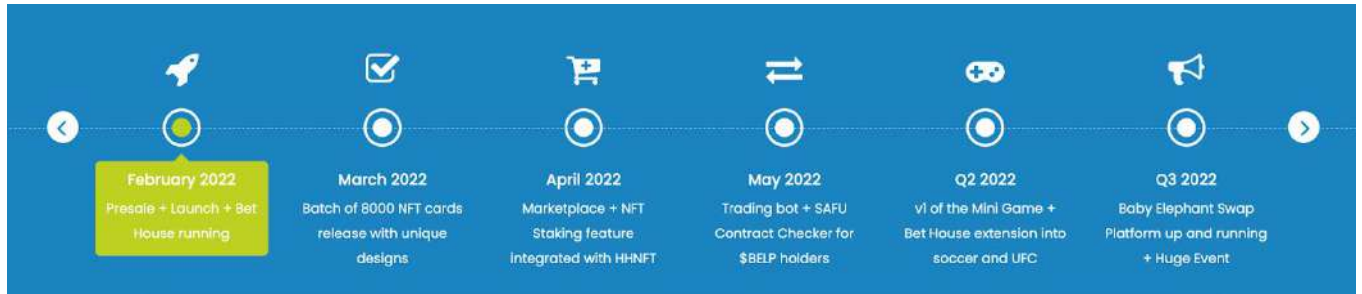 February 2022
Presale + Launch + Bet
House running
March 2022
Batch of 8000 NFT cards
release with unique
designs
April 2022
Marketplace + NFT
Staking feature
integrated with HHNFT
May 2022
Trading bot + SAFU
Contract Checker for
$BELP holders
Q2 2022
v1 of the Mini Game +
Bet House extension into
soccer and UFC
Q3 2022
Baby Elephant Swap
Platform up and running
+ Huge Event